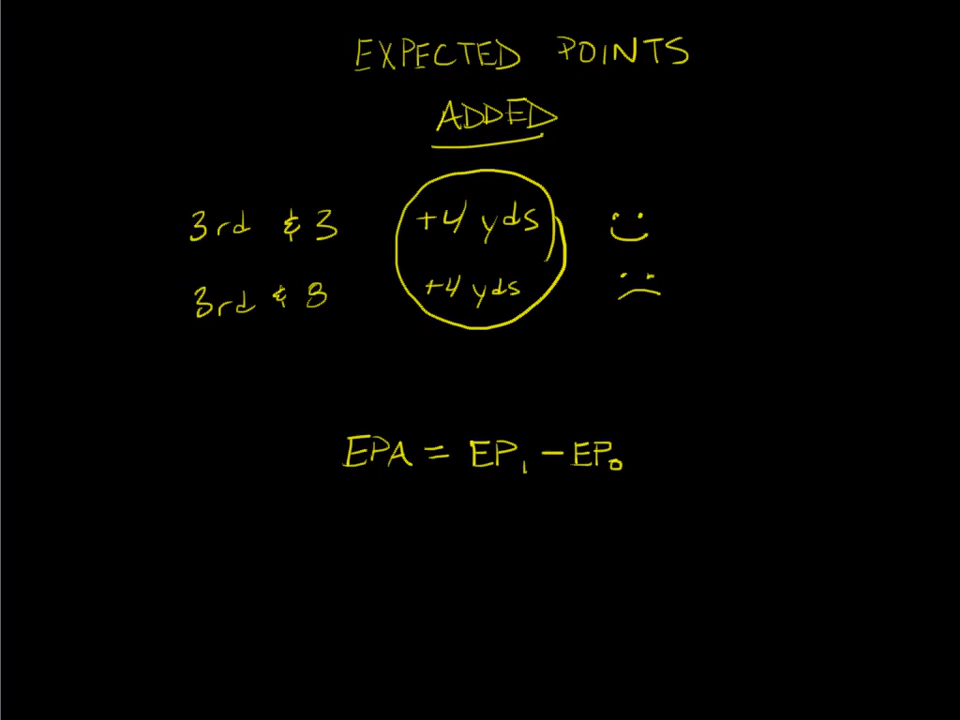 EXPECTED POINTS
ADDED
3rd & 3 +4 yds
3rd & 8 +4 yds
EPA = EP₁ - EP₀